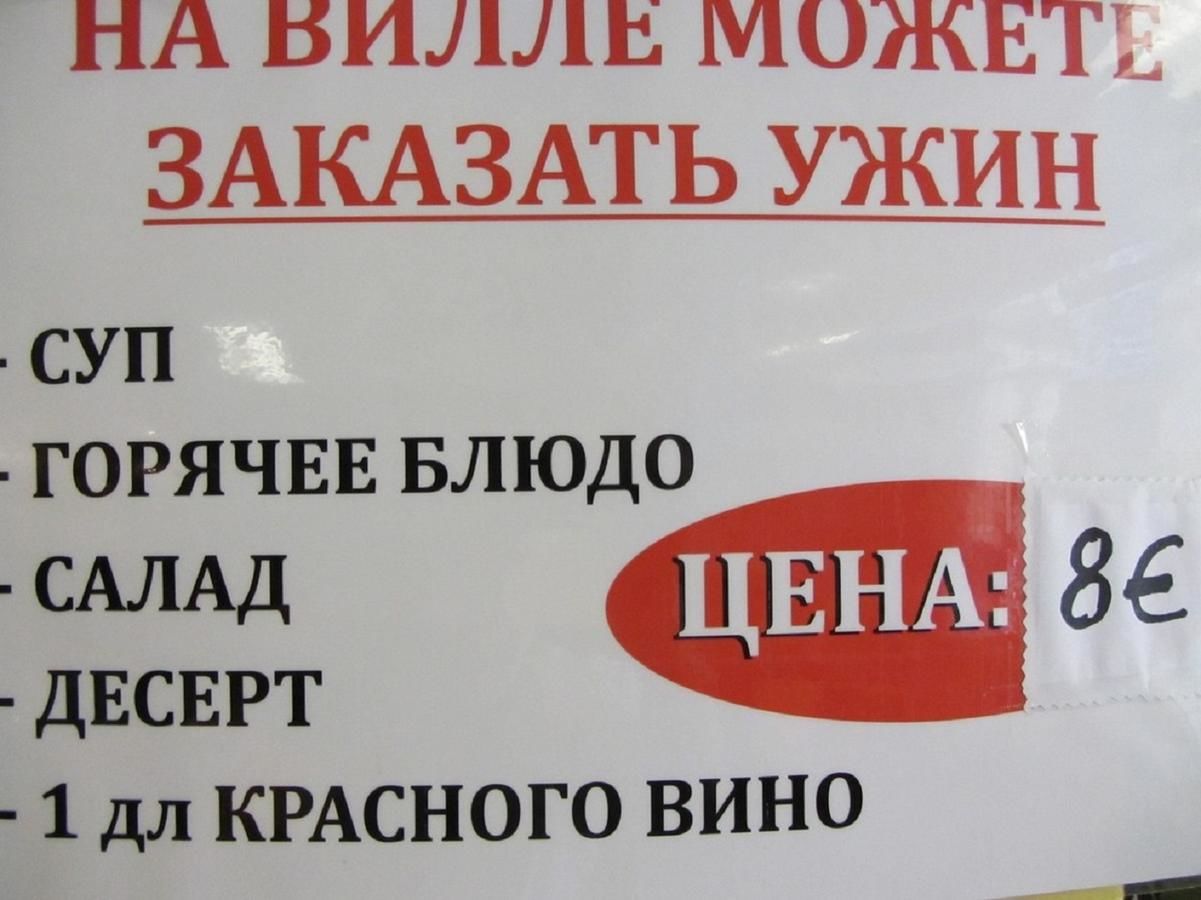 НА ВИЛЛЕ МОЖЕТЕ
ЗАКАЗАТЬ УЖИН
- СУП
- ГОРЯЧЕЕ БЛЮДО
- САЛАД
ЦЕНА: 8€
- ДЕСЕРТ
- 1 дл КРАСНОГО ВИНО